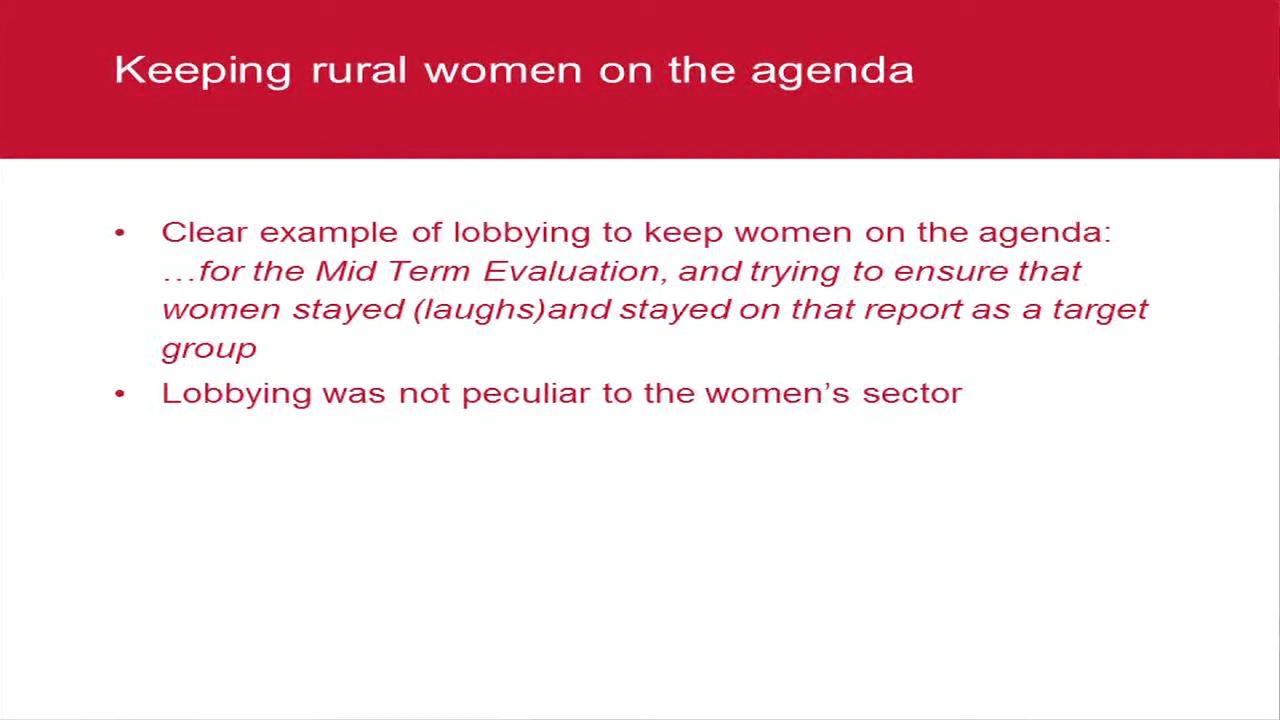 Keeping rural women on the agenda
• Clear example of lobbying to keep women on the agenda:
…for the Mid Term Evaluation, and trying to ensure that
women stayed (laughs)and stayed on that report as a target
group
• Lobbying was not peculiar to the women’s sector